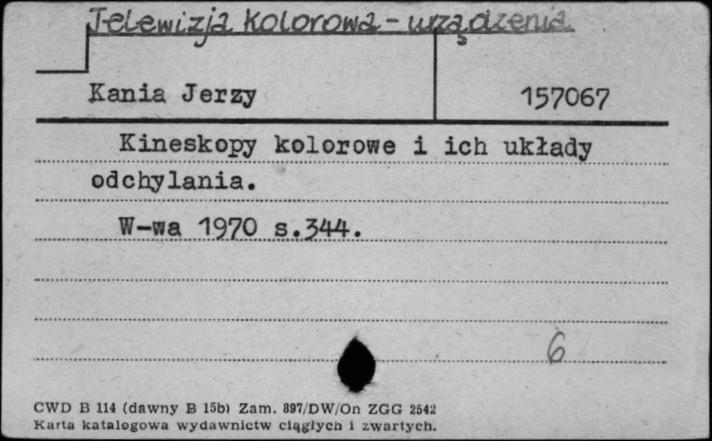 Telewizja kolorowa - urządzenia
Kania Jerzy 157067
Kineskopy kolorowe i ich układy
odchylania.
W-wa 1970 s.344.
6
CWD B 114 (dawny B 15b) Zam. 897/DW/On ZGG 2542
Karta katalogowa wydawnictw ciągłych i zwartych.